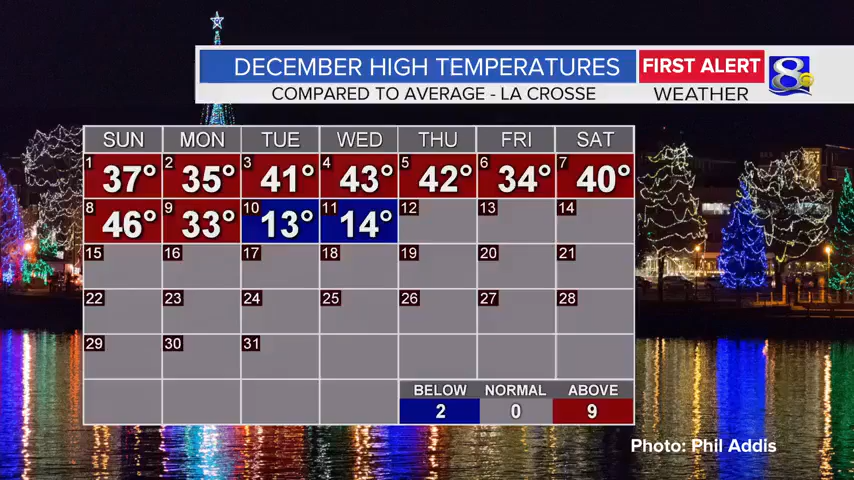 DECEMBER HIGH TEMPERATURES
FIRST ALERT
8
COMPARED TO AVERAGE - LA CROSSE
WEATHER
SUN MON TUE WED THU FRI SAT
1 37° 2 35° 3 41° 4 43° 5 42° 6 34° 7 40°
8 46° 9 33° 10 13° 11 14° 12 13 14
15 16 17 18 19 20 21
22 23 24 25 26 27 28
29 30 31
BELOW NORMAL ABOVE
2 0 9
Photo: Phil Addis